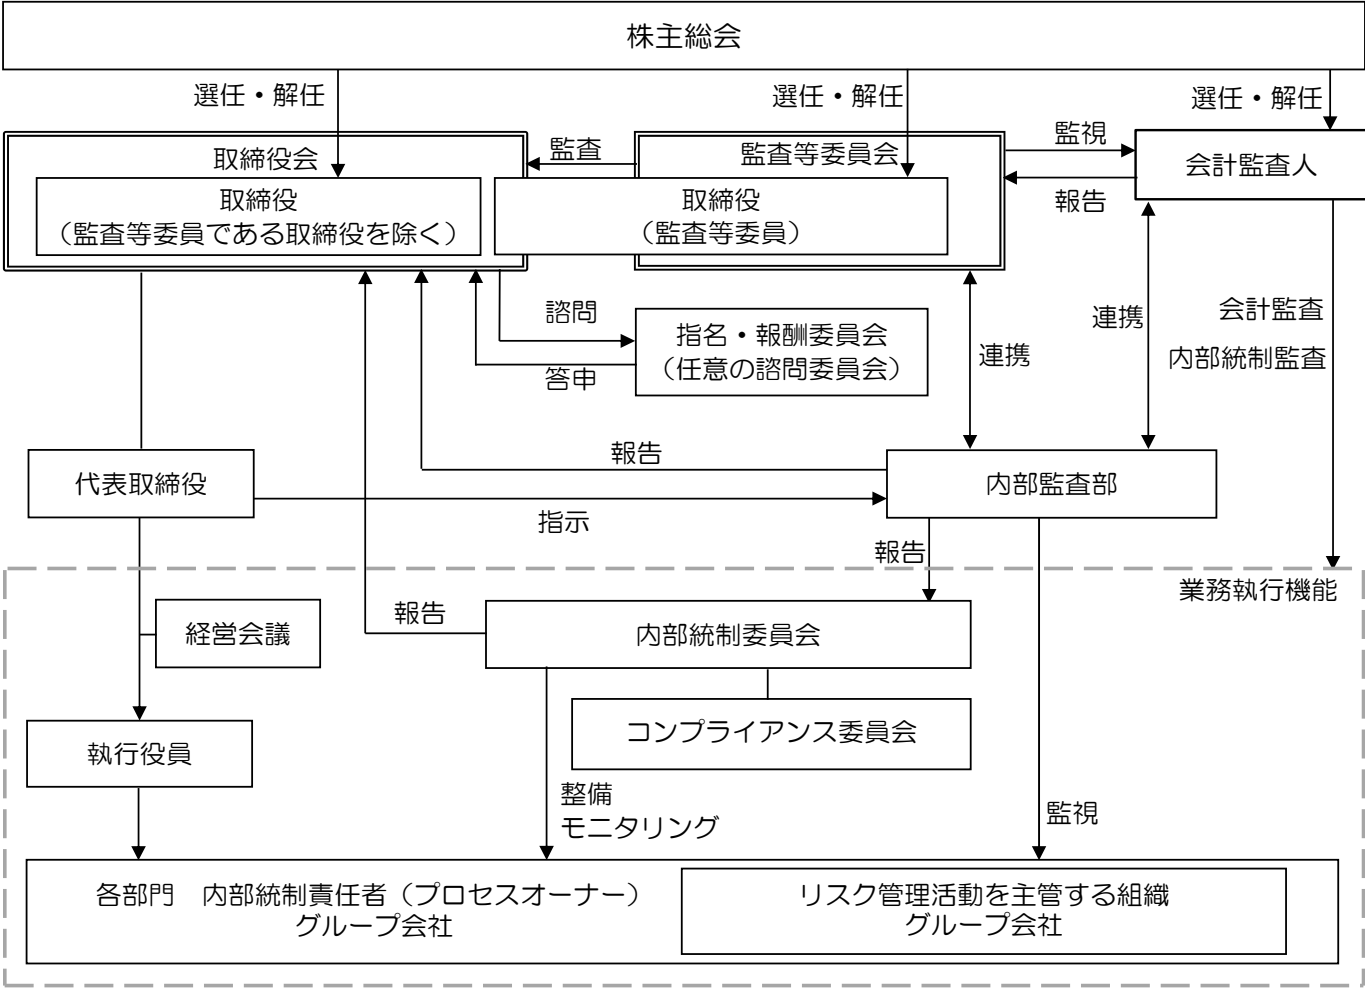 株主総会
選任・解任
選任・解任
選任・解任
取締役会
監査
監査等委員会
監視
会計監査人
報告
取締役
（監査等委員である取締役を除く）
取締役
（監査等委員）
諮問
答申
指名・報酬委員会
（任意の諮問委員会）
連携
連携
会計監査
内部統制監査
代表取締役
報告
内部監査部
指示
報告
業務執行機能
経営会議
報告
内部統制委員会
コンプライアンス委員会
執行役員
整備
モニタリング
監視
各部門　内部統制責任者（プロセスオーナー）
グループ会社
リスク管理活動を主管する組織
グループ会社